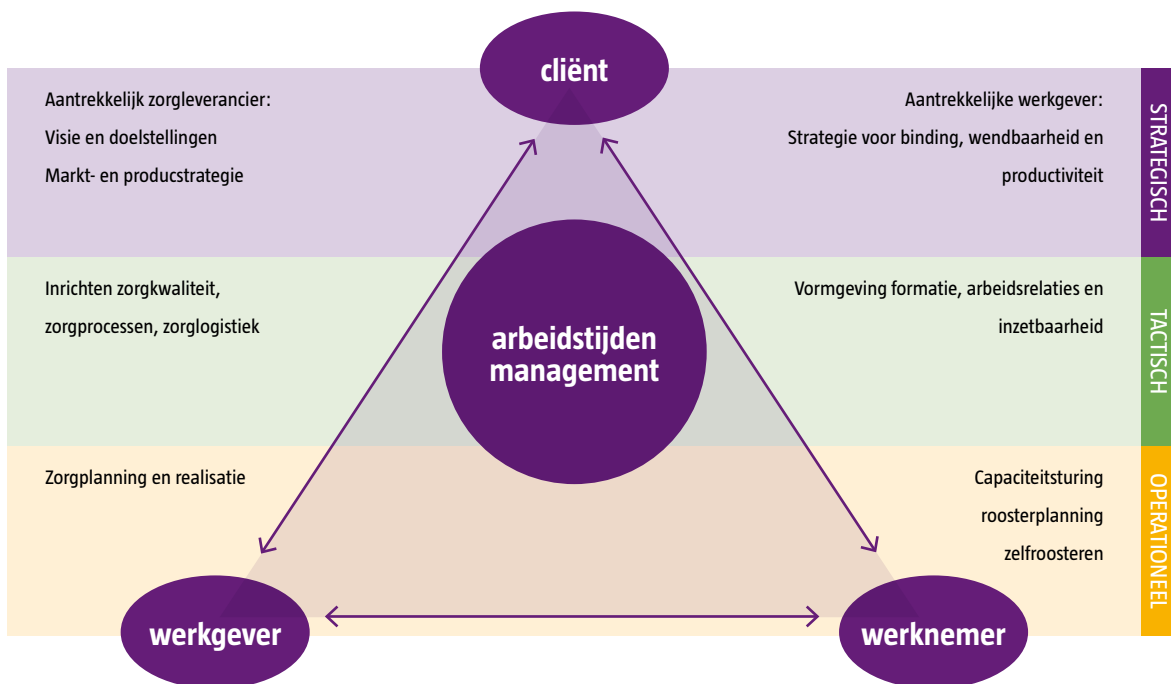 cliënt
Aantrekkelijk zorgleverancier:
Visie en doelstellingen
Markt- en producstrategie
Aantrekkelijke werkgever:
Strategie voor binding, wendbaarheid en
productiviteit
STRATEGISCH
Inrichten zorgkwaliteit,
zorgprocessen, zorglogistiek
arbeidstijden
management
Vormgeving formatie, arbeidsrelaties en
inzetbaarheid
TACTISCH
Zorgplanning en realisatie
Capaciteitsturing
roosterplanning
zelfroosteren
OPERATIONEEL
werkgever
werknemer